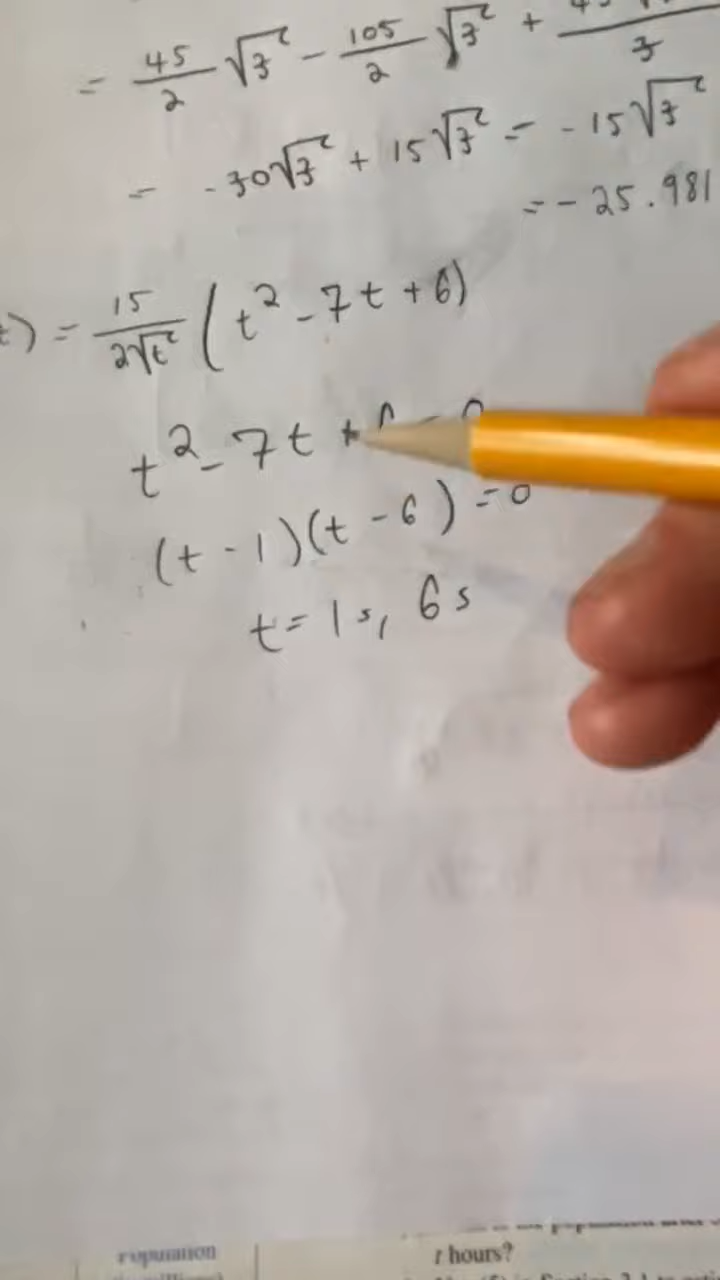 = 45/2 √3 - 105/2 √3 + 
= -30√3 + 15√3 = -15√3
= -25.981
t) = 15/2√t (t² - 7t + 6)
t² - 7t +
(t - 1)(t - 6) = 0
t = 1s, 6s
t hours?